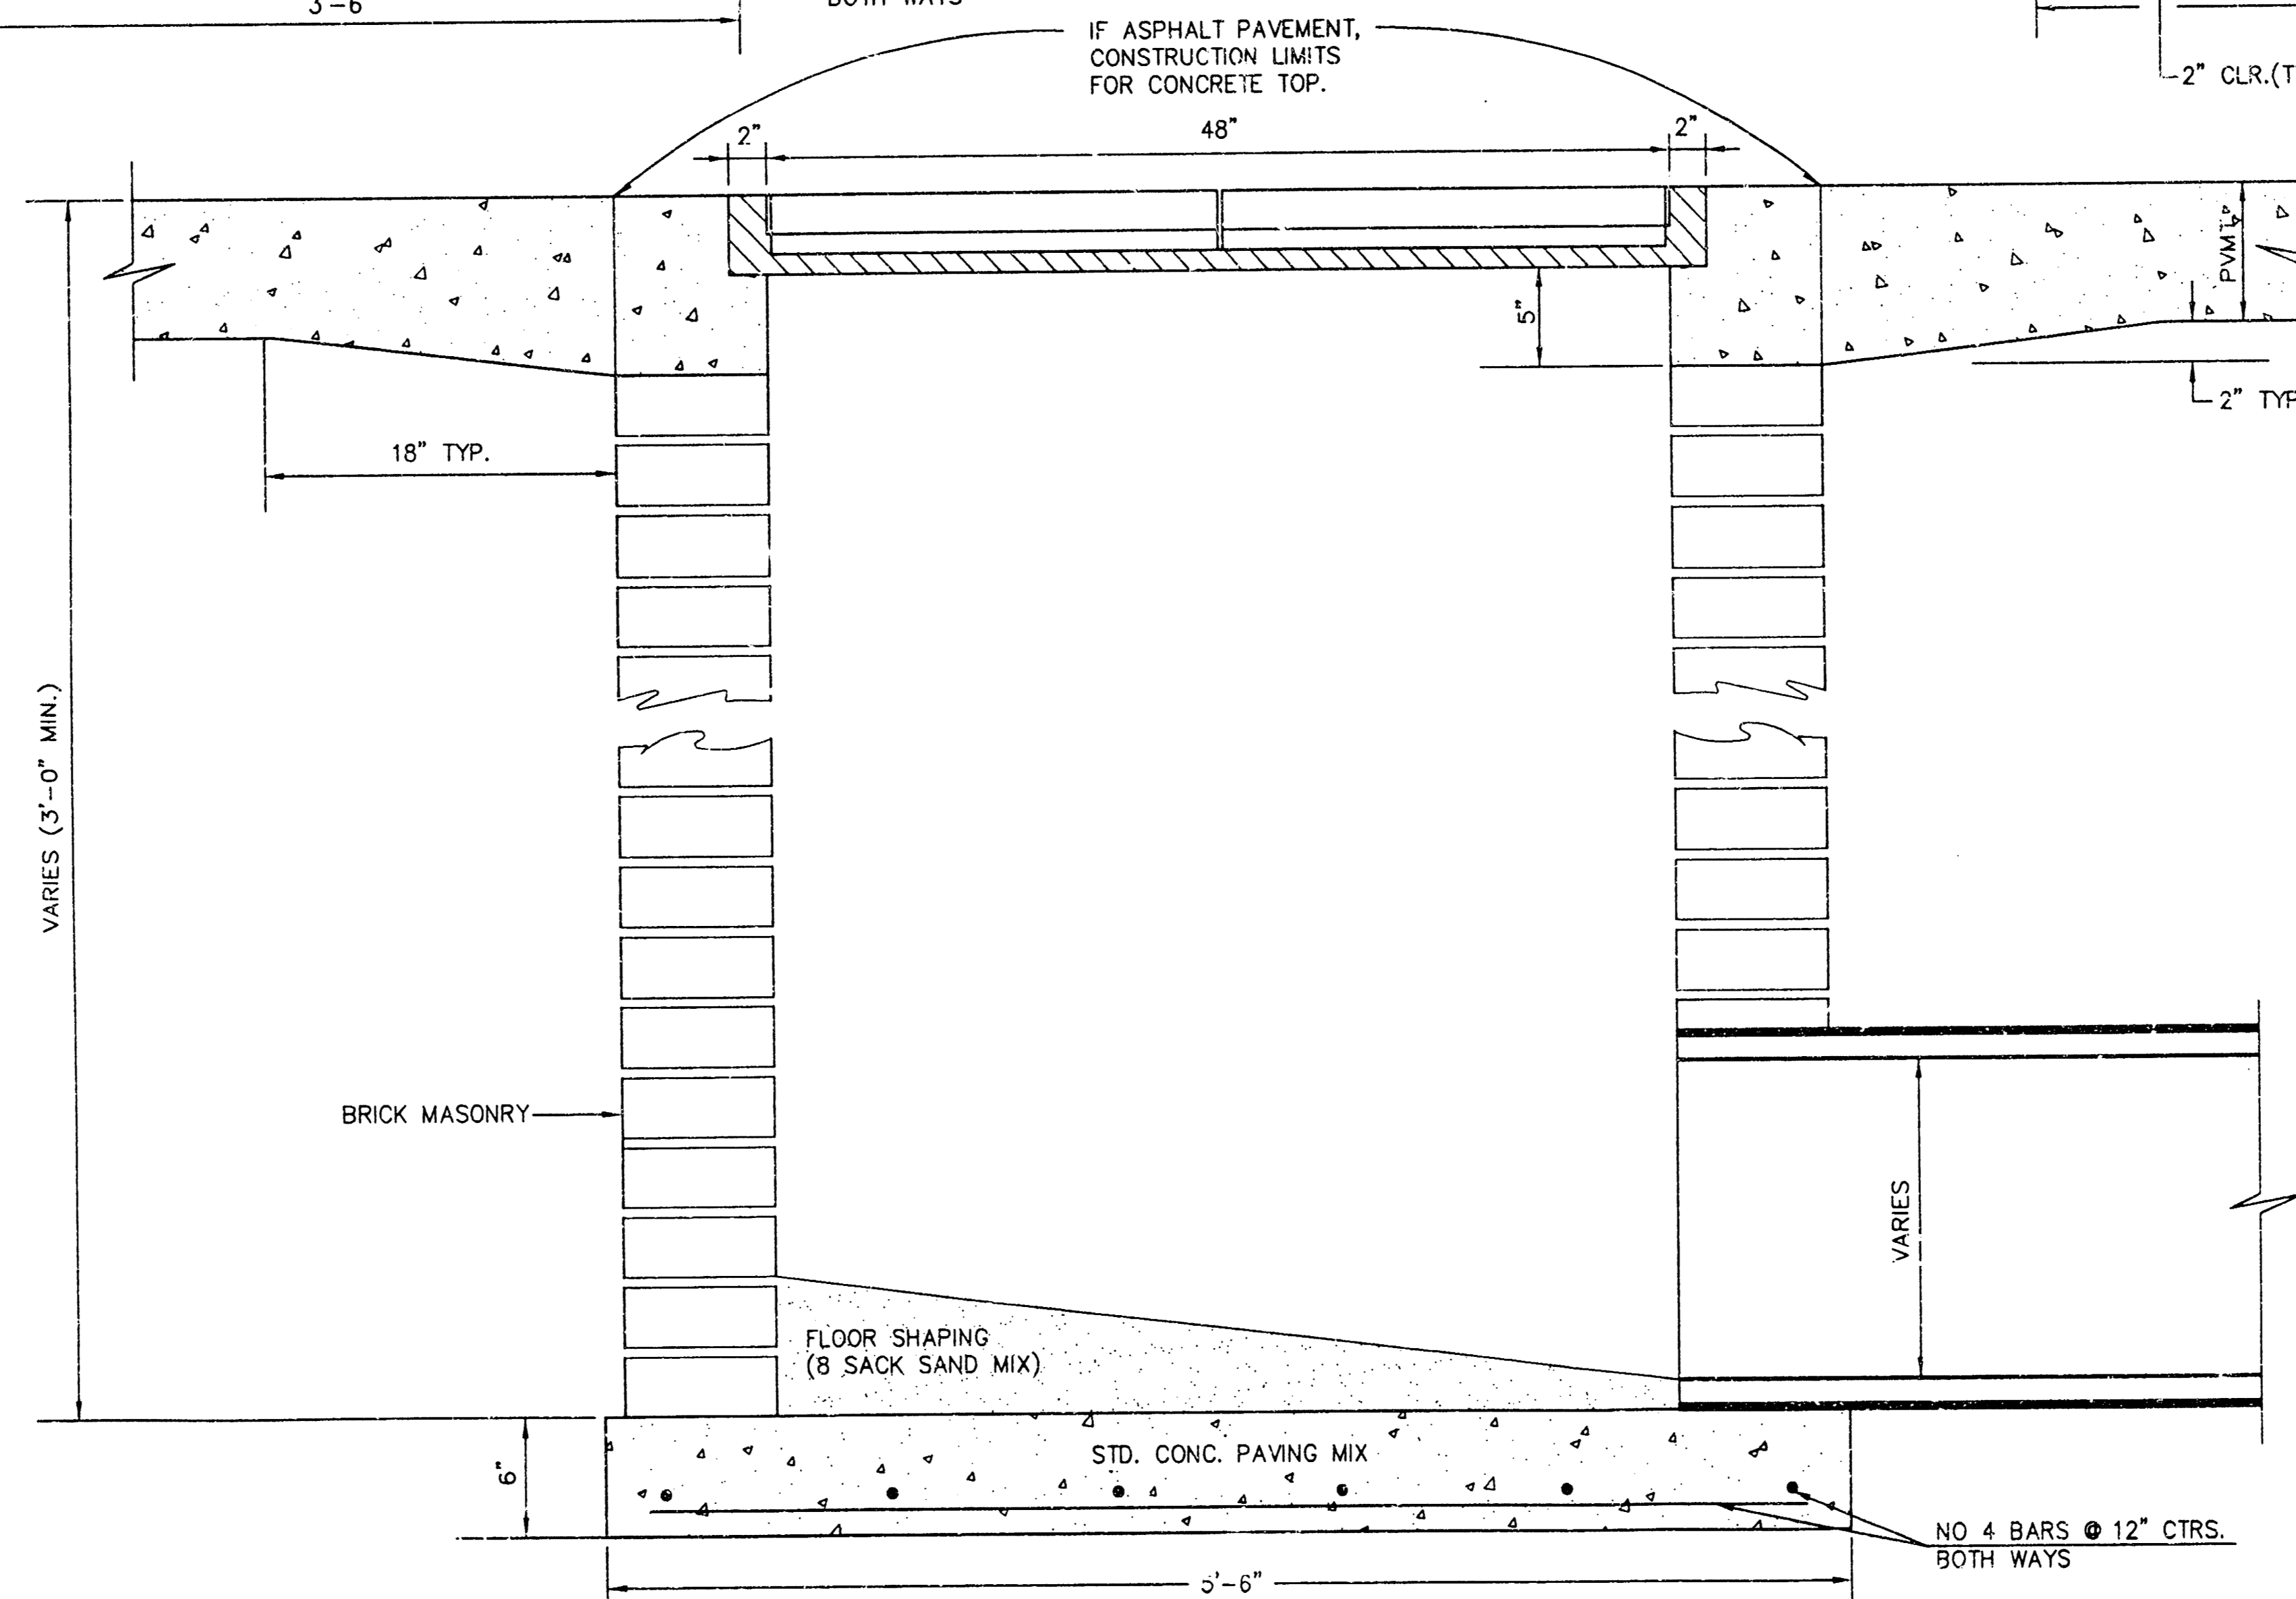 3'-6
BOTH WAYS
IF ASPHALT PAVEMENT,
CONSTRUCTION LIMITS
FOR CONCRETE TOP.
2" CLR.(T
2"
48"
2"
PVMT.
5"
2" TYP
18" TYP.
VARIES (3'-0" MIN.)
BRICK MASONRY
VARIES
FLOOR SHAPING
(8 SACK SAND MIX)
STD. CONC. PAVING MIX
6"
NO 4 BARS @ 12" CTRS.
BOTH WAYS
5'-6"